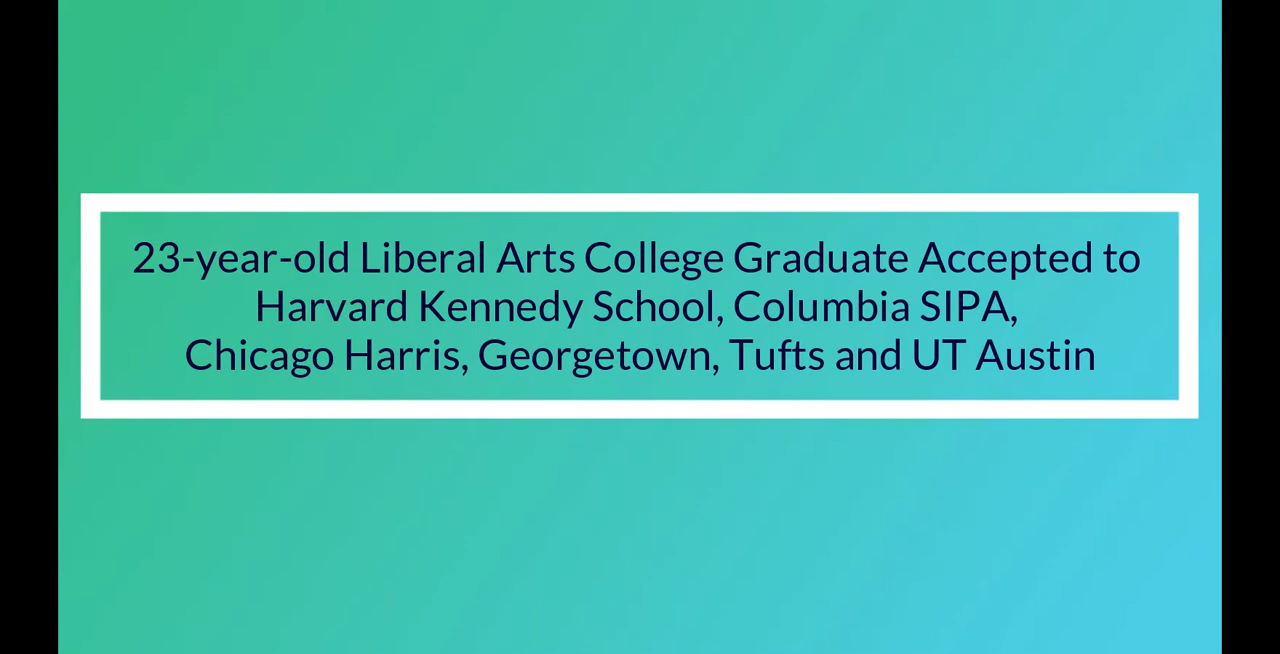 23-year-old Liberal Arts College Graduate Accepted to
Harvard Kennedy School, Columbia SIPA,
Chicago Harris, Georgetown, Tufts and UT Austin